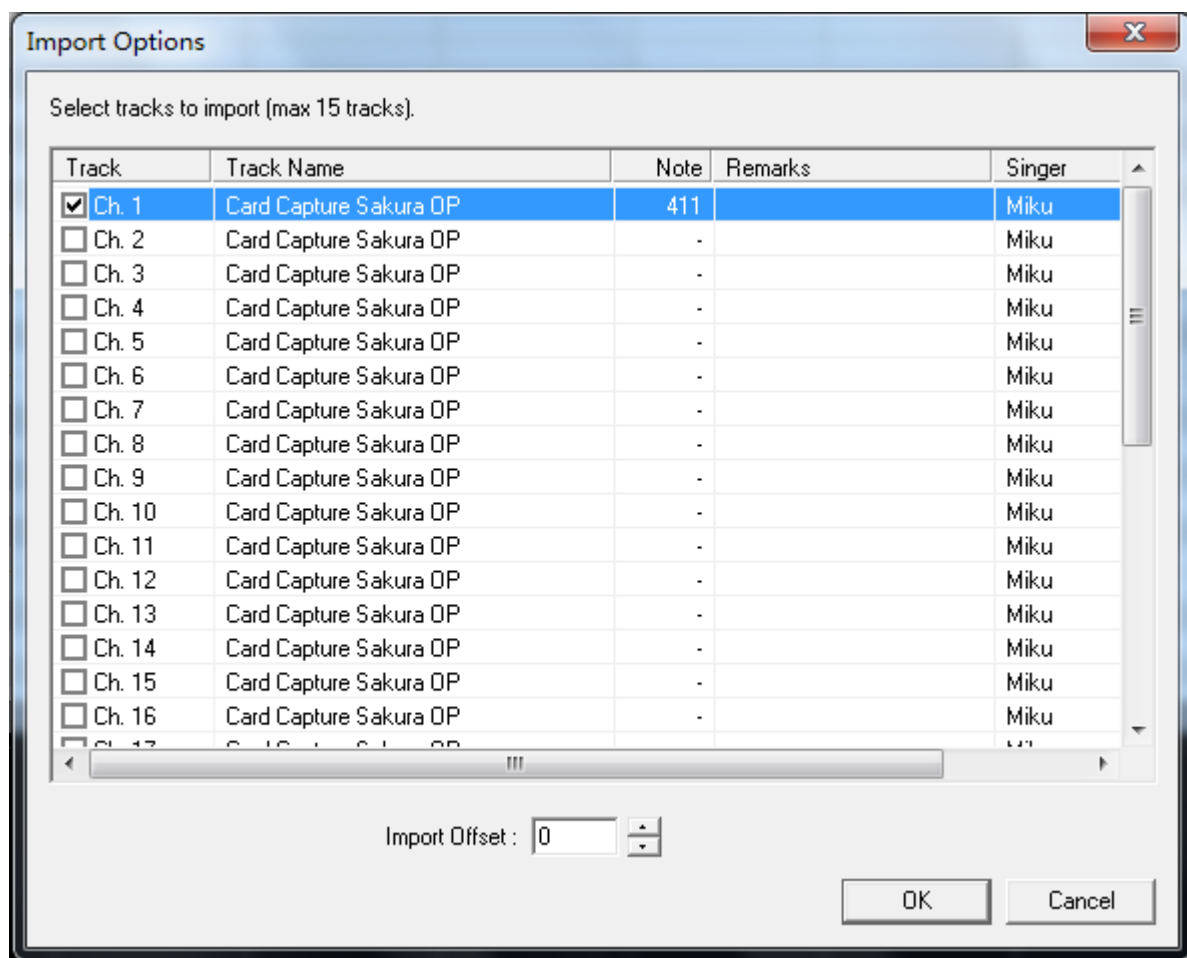 Import Options
Select tracks to import (max 15 tracks).
Track Track Name Note Remarks Singer
Ch. 1 Card Capture Sakura OP 411 Miku
Ch. 2 Card Capture Sakura OP - Miku
Ch. 3 Card Capture Sakura OP - Miku
Ch. 4 Card Capture Sakura OP - Miku
Ch. 5 Card Capture Sakura OP - Miku
Ch. 6 Card Capture Sakura OP - Miku
Ch. 7 Card Capture Sakura OP - Miku
Ch. 8 Card Capture Sakura OP - Miku
Ch. 9 Card Capture Sakura OP - Miku
Ch. 10 Card Capture Sakura OP - Miku
Ch. 11 Card Capture Sakura OP - Miku
Ch. 12 Card Capture Sakura OP - Miku
Ch. 13 Card Capture Sakura OP - Miku
Ch. 14 Card Capture Sakura OP - Miku
Ch. 15 Card Capture Sakura OP - Miku
Ch. 16 Card Capture Sakura OP - Miku
Import Offset : 0
OK Cancel